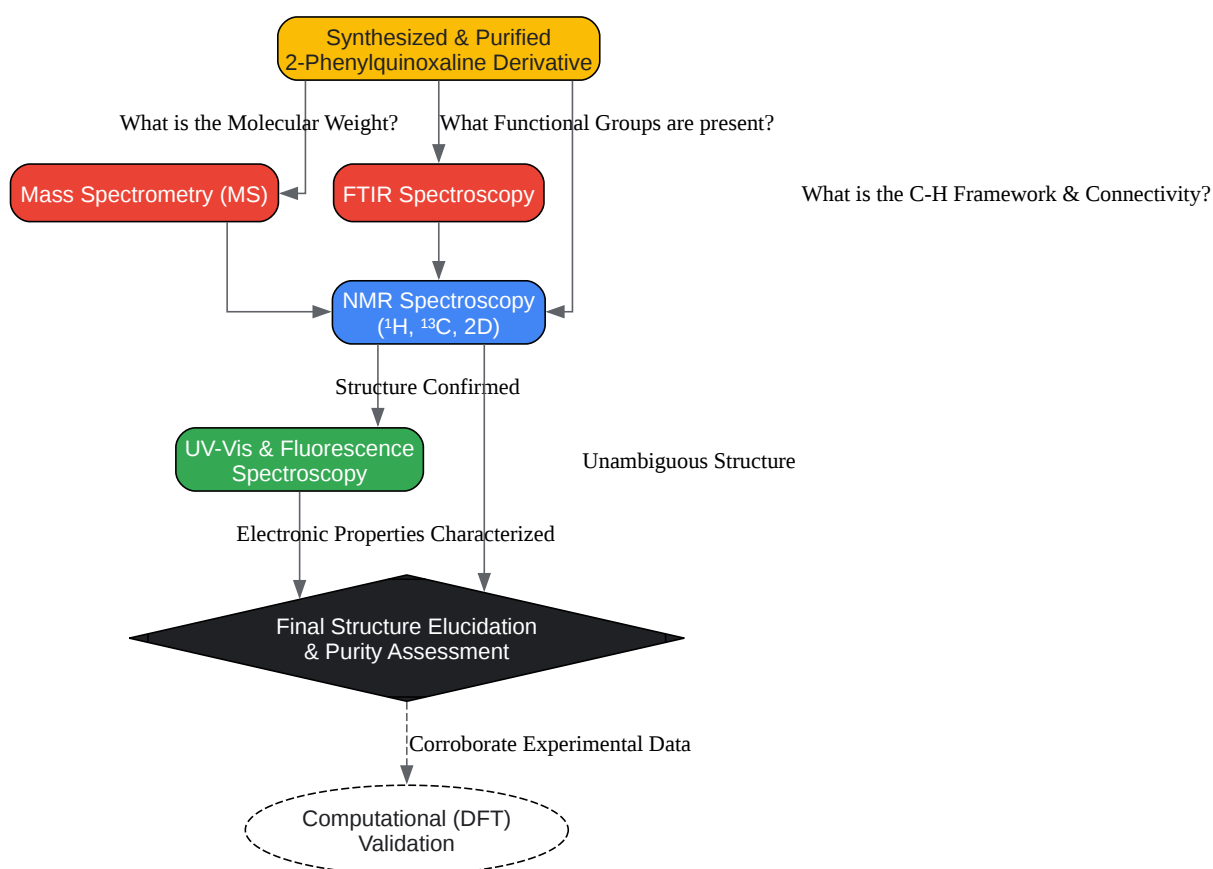 Synthesized & Purified
2-Phenylquinoxaline Derivative
What is the Molecular Weight?
What Functional Groups are present?
Mass Spectrometry (MS)
FTIR Spectroscopy
What is the C-H Framework & Connectivity?
NMR Spectroscopy
(¹H, ¹³C, 2D)
Structure Confirmed
UV-Vis & Fluorescence
Spectroscopy
Unambiguous Structure
Electronic Properties Characterized
Final Structure Elucidation
& Purity Assessment
Corroborate Experimental Data
Computational (DFT)
Validation